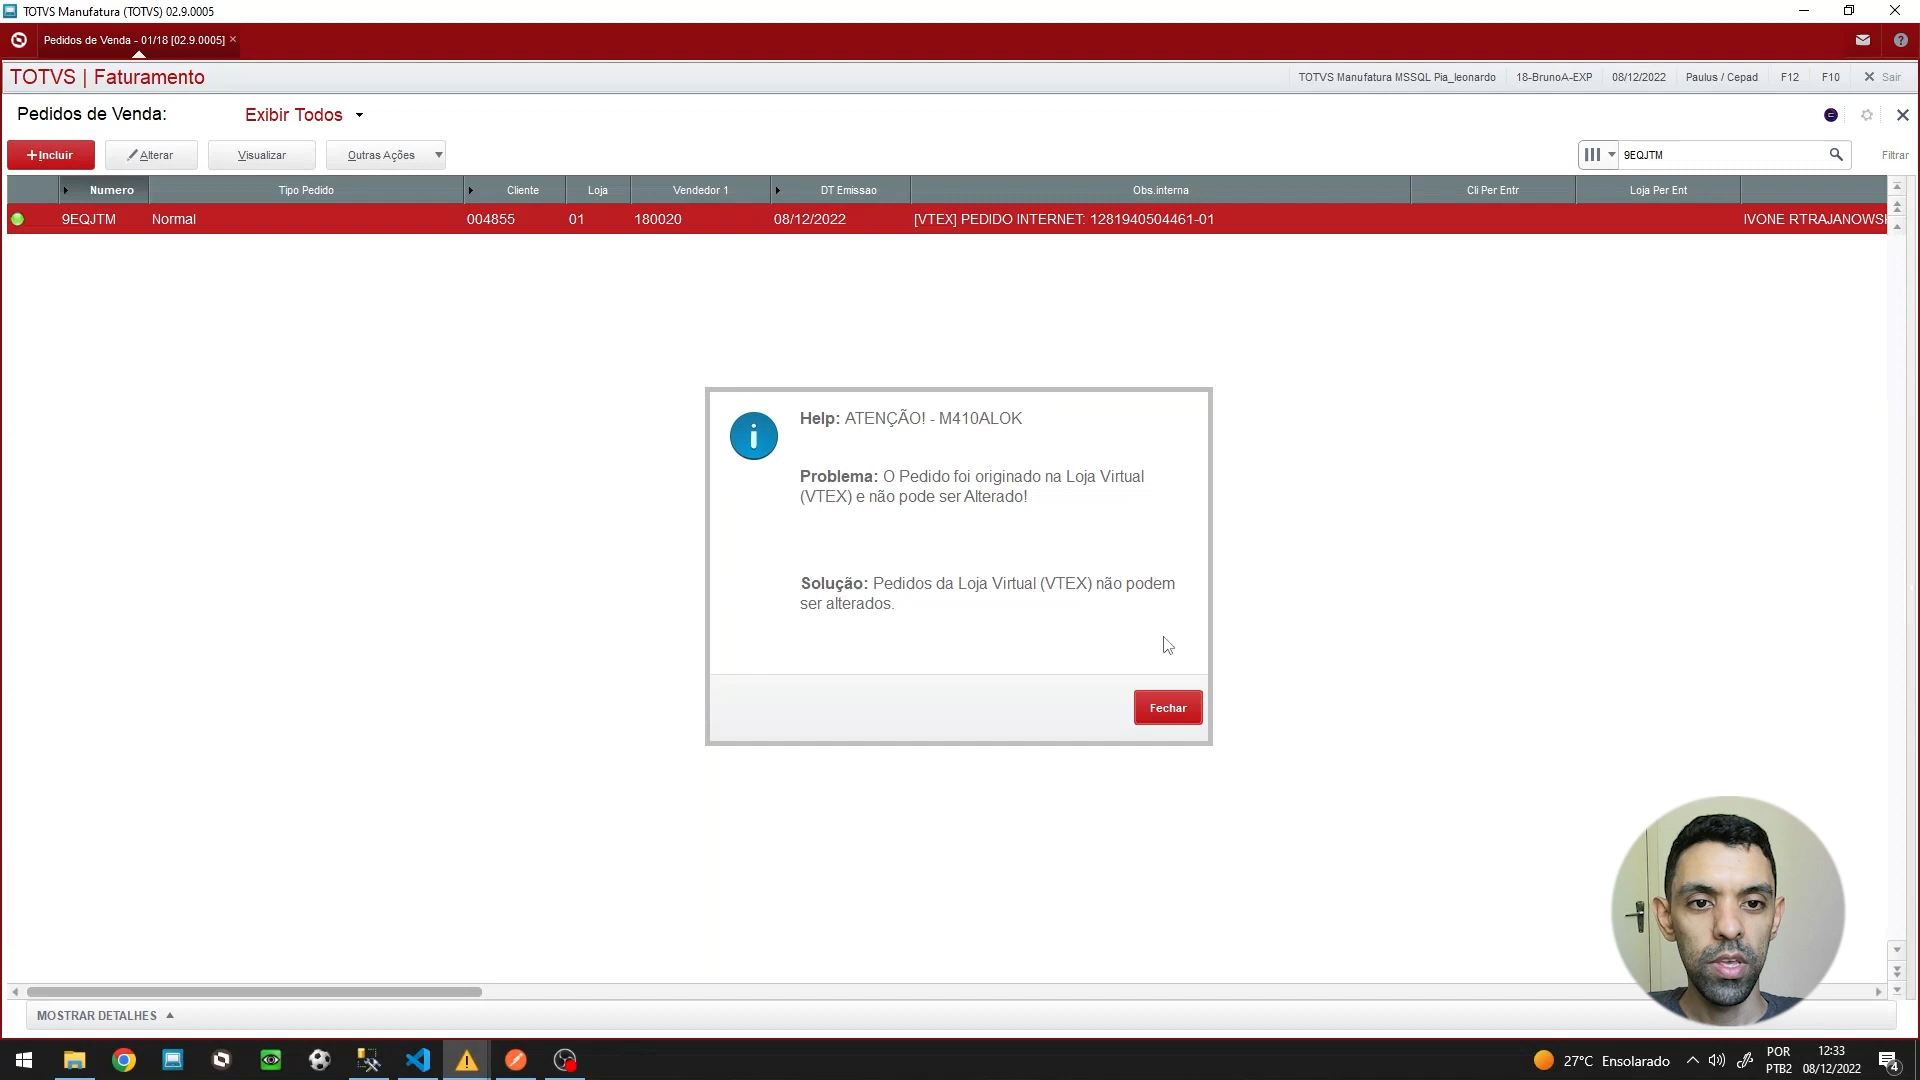 TOTVS Manufatura (TOTVS) 02.9.0005
Pedidos de Venda - 01/18 [02.9.0005]
TOTVS | Faturamento
TOTVS Manufatura MSSQL Pia_leonardo
18-BrunoA-EXP
08/12/2022
Paulus / Cepad
F12
F10
Sair
Pedidos de Venda:
Exibir Todos
+Incluir
Alterar
Visualizar
Outras Ações
9EQJTM
Filtrar
Numero
Tipo Pedido
Cliente
Loja
Vendedor 1
DT Emissao
Obs.interna
Cli Per Entr
Loja Per Ent
9EQJTM
Normal
004855
01
180020
08/12/2022
[VTEX] PEDIDO INTERNET: 1281940504461-01
IVONE RTRAJANOWSK
Help: ATENÇÃO! - M410ALOK
Problema: O Pedido foi originado na Loja Virtual
(VTEX) e não pode ser Alterado!
Solução: Pedidos da Loja Virtual (VTEX) não podem
ser alterados.
Fechar
MOSTRAR DETALHES
27°C Ensolarado
POR
PTB2
12:33
08/12/2022
4